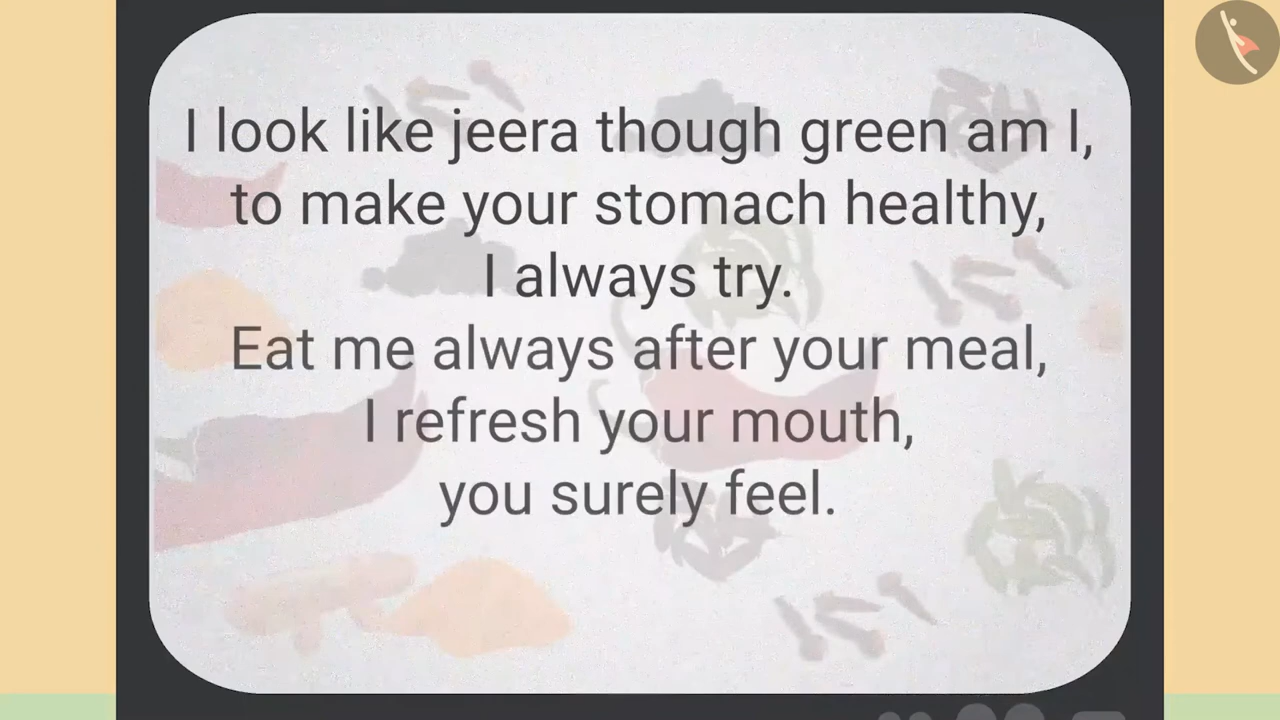 I look like jeera though green am I,
to make your stomach healthy,
I always try.
Eat me always after your meal,
I refresh your mouth,
you surely feel.